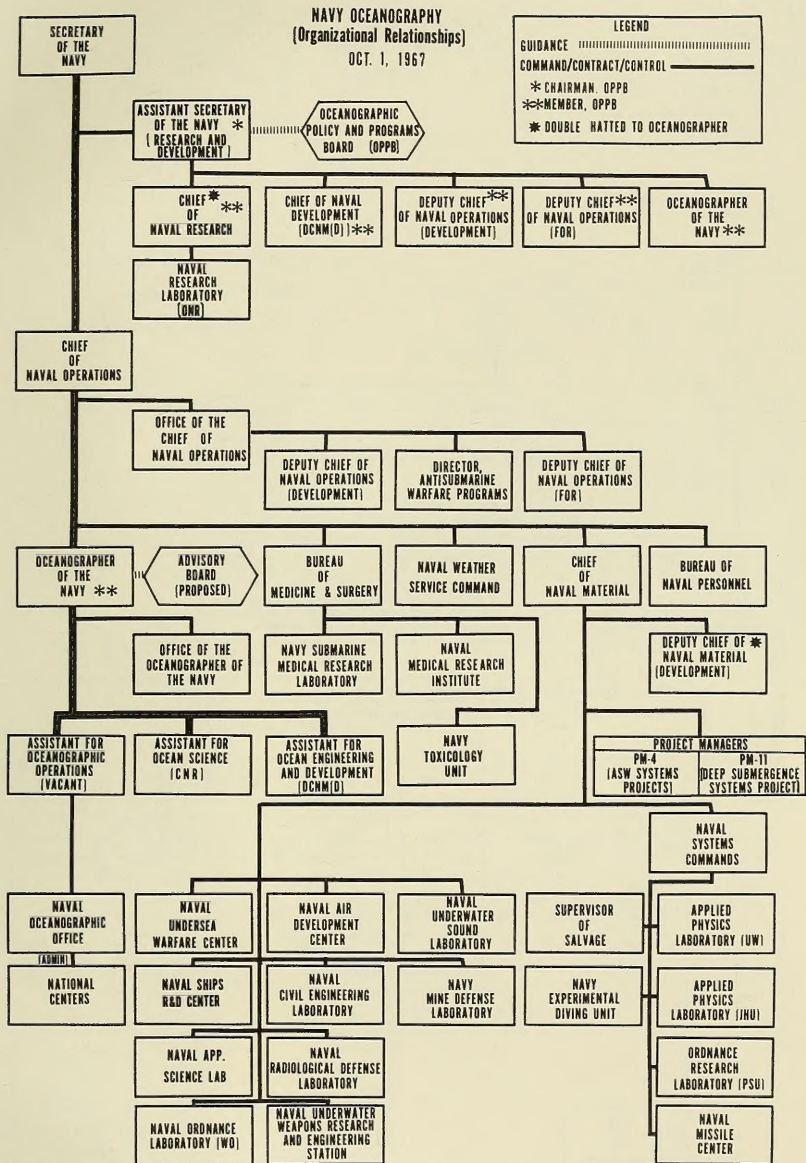 NAVY OCEANOGRAPHY
(Organizational Relationships)
OCT. 1, 1967
LEGEND
GUIDANCE
COMMAND/CONTRACT/CONTROL
* CHAIRMAN. OPPB
** MEMBER, OPPB
✱ DOUBLE HATTED TO OCEANOGRAPHER
SECRETARY
OF THE
NAVY
ASSISTANT SECRETARY
OF THE NAVY *
(RESEARCH AND
DEVELOPMENT)
OCEANOGRAPHIC
POLICY AND PROGRAMS
BOARD (OPPB)
CHIEF ✱
OF **
NAVAL RESEARCH
CHIEF OF NAVAL
DEVELOPMENT
(DCNM(D))**
DEPUTY CHIEF **
OF NAVAL OPERATIONS
(DEVELOPMENT)
DEPUTY CHIEF **
OF NAVAL OPERATIONS
(FOR)
OCEANOGRAPHER
OF THE
NAVY **
NAVAL
RESEARCH
LABORATORY
(ONR)
CHIEF
OF
NAVAL OPERATIONS
OFFICE OF THE
CHIEF OF
NAVAL OPERATIONS
DEPUTY CHIEF OF
NAVAL OPERATIONS
(DEVELOPMENT)
DIRECTOR,
ANTISUBMARINE
WARFARE PROGRAMS
DEPUTY CHIEF OF
NAVAL OPERATIONS
(FOR)
OCEANOGRAPHER
OF THE
NAVY **
ADVISORY
BOARD
(PROPOSED)
BUREAU
OF
MEDICINE & SURGERY
NAVAL WEATHER
SERVICE COMMAND
CHIEF
OF
NAVAL MATERIAL
BUREAU OF
NAVAL PERSONNEL
OFFICE OF THE
OCEANOGRAPHER OF
THE NAVY
NAVY SUBMARINE
MEDICAL RESEARCH
LABORATORY
NAVAL
MEDICAL RESEARCH
INSTITUTE
DEPUTY CHIEF OF ✱
NAVAL MATERIAL
(DEVELOPMENT)
ASSISTANT FOR
OCEANOGRAPHIC
OPERATIONS
(VACANT)
ASSISTANT FOR
OCEAN SCIENCE
(CNR)
ASSISTANT FOR
OCEAN ENGINEERING
AND DEVELOPMENT
(DCNM(D)
NAVY
TOXICOLOGY
UNIT
PROJECT MANAGERS
PM-4
(ASW SYSTEMS
PROJECTS)
PM-11
(DEEP SUBMERGENCE
SYSTEMS PROJECT)
NAVAL
SYSTEMS
COMMANDS
NAVAL
OCEANOGRAPHIC
OFFICE
NAVAL
UNDERSEA
WARFARE CENTER
NAVAL AIR
DEVELOPMENT
CENTER
NAVAL
UNDERWATER
SOUND
LABORATORY
SUPERVISOR
OF
SALVAGE
APPLIED
PHYSICS
LABORATORY (UW)
(ADMIN)
NATIONAL
CENTERS
NAVAL SHIPS
R&D CENTER
NAVAL
CIVIL ENGINEERING
LABORATORY
NAVY
MINE DEFENSE
LABORATORY
NAVY
EXPERIMENTAL
DIVING UNIT
APPLIED
PHYSICS
LABORATORY (JHU)
NAVAL APP.
SCIENCE LAB
NAVAL
RADIOLOGICAL DEFENSE
LABORATORY
ORDNANCE
RESEARCH
LABORATORY (PSU)
NAVAL ORDNANCE
LABORATORY (WO)
NAVAL UNDERWATER
WEAPONS RESEARCH
AND ENGINEERING
STATION
NAVAL
MISSILE
CENTER